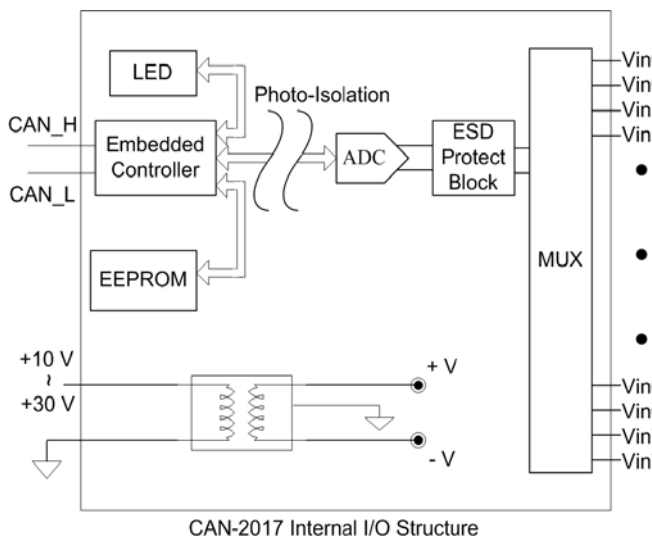 LED
Photo-Isolation
CAN_H
Embedded
Controller
CAN_L
ADC
ESD
Protect
Block
MUX
EEPROM
+10 V
~
+30 V
+ V
- V
Vin
Vin
Vin
Vin
Vin
Vin
Vin
Vin
CAN-2017 Internal I/O Structure